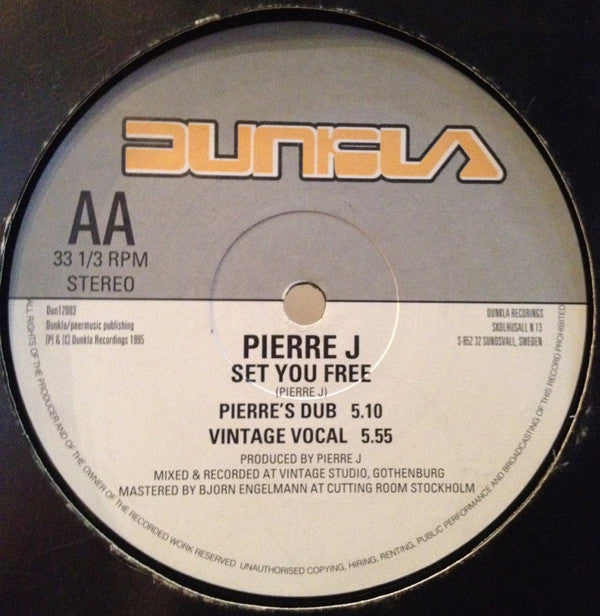 DUNKLA
AA
33 1/3 RPM
STEREO
Dun12003
Dunkla/peermusic publishing
[P] & [C] Dunkla Recordings 1995
DUNKLA RECORINGS
SKOLHUSALL N 13
S-852 32 SUNDSVALL, SWEDEN
PIERRE J
SET YOU FREE
(PIERRE J)
PIERRE'S DUB 5.10
VINTAGE VOCAL 5.55
PRODUCED BY PIERRE J
MIXED & RECORDED AT VINTAGE STUDIO, GOTHENBURG
MASTERED BY BJORN ENGELMANN AT CUTTING ROOM STOCKHOLM
ALL RIGHTS OF THE PRODUCER AND OF THE OWNER OF THE RECORDED WORK RESERVED UNAUTHORISED COPYING, HIRING, RENTING, PUBLIC PERFORMANCE AND BROADCASTING OF THIS RECORD PROHIBITED